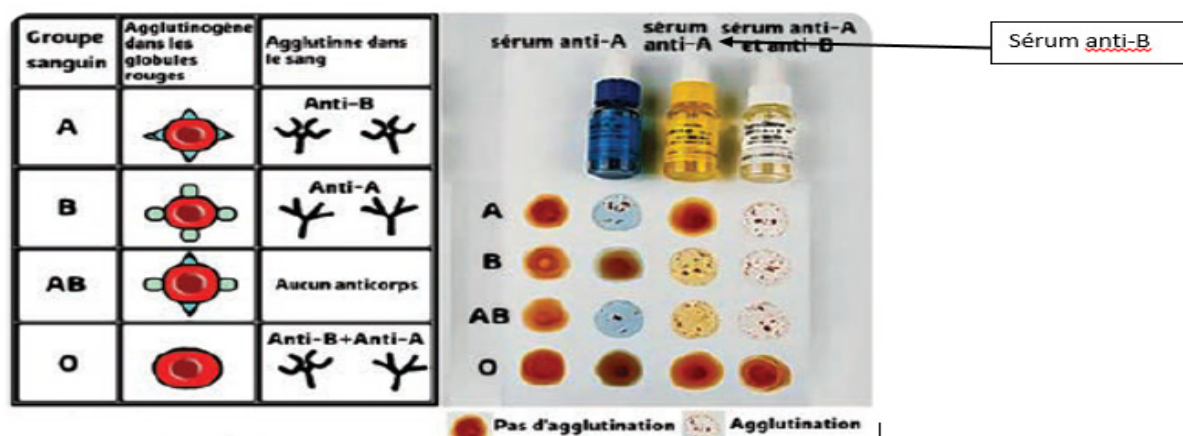 Groupe
sanguin
Agglutinogène
dans les
globules
rouges
Agglutinne dans
le sang
A
Anti-B
B
Anti-A
AB
Aucun anticorps
O
Anti-B+Anti-A
sérum anti-A
sérum
anti-A
sérum anti-A
et anti-B
Sérum anti-B
A
B
AB
O
Pas d'agglutination
Agglutination